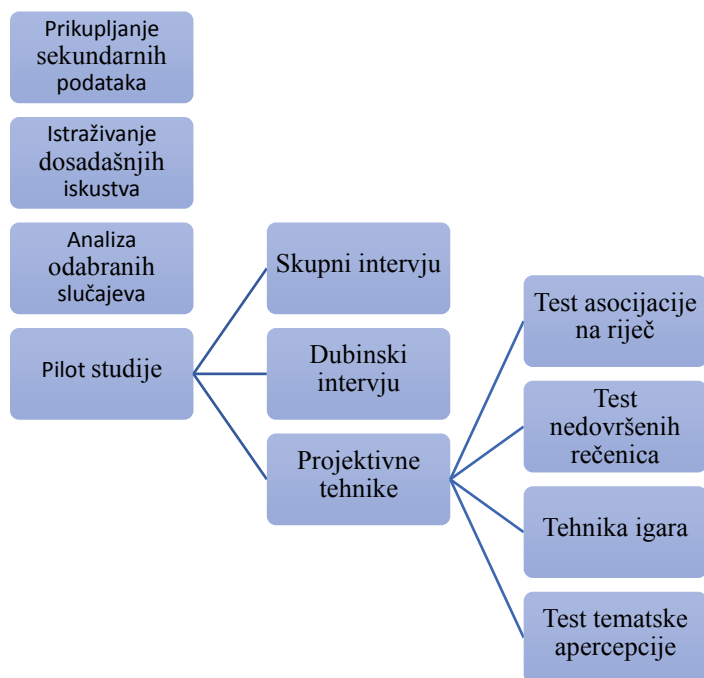 Prikupljanje
sekundarnih
podataka
Istraživanje
dosadašnjih
iskustva
Analiza
odabranih
slučajeva
Pilot studije
Skupni intervju
Dubinski
intervju
Projektivne
tehnike
Test asocijacije
na riječ
Test
nedovršenih
rečenica
Tehnika igara
Test tematske
apercepcije